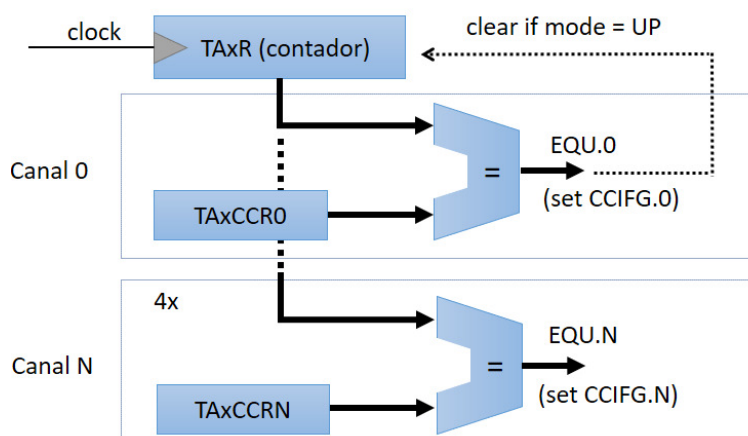 clock
TAxR (contador)
clear if mode = UP
Canal 0
TAxCCR0
=
EQU.0
(set CCIFG.0)
4x
Canal N
TAxCCRN
=
EQU.N
(set CCIFG.N)